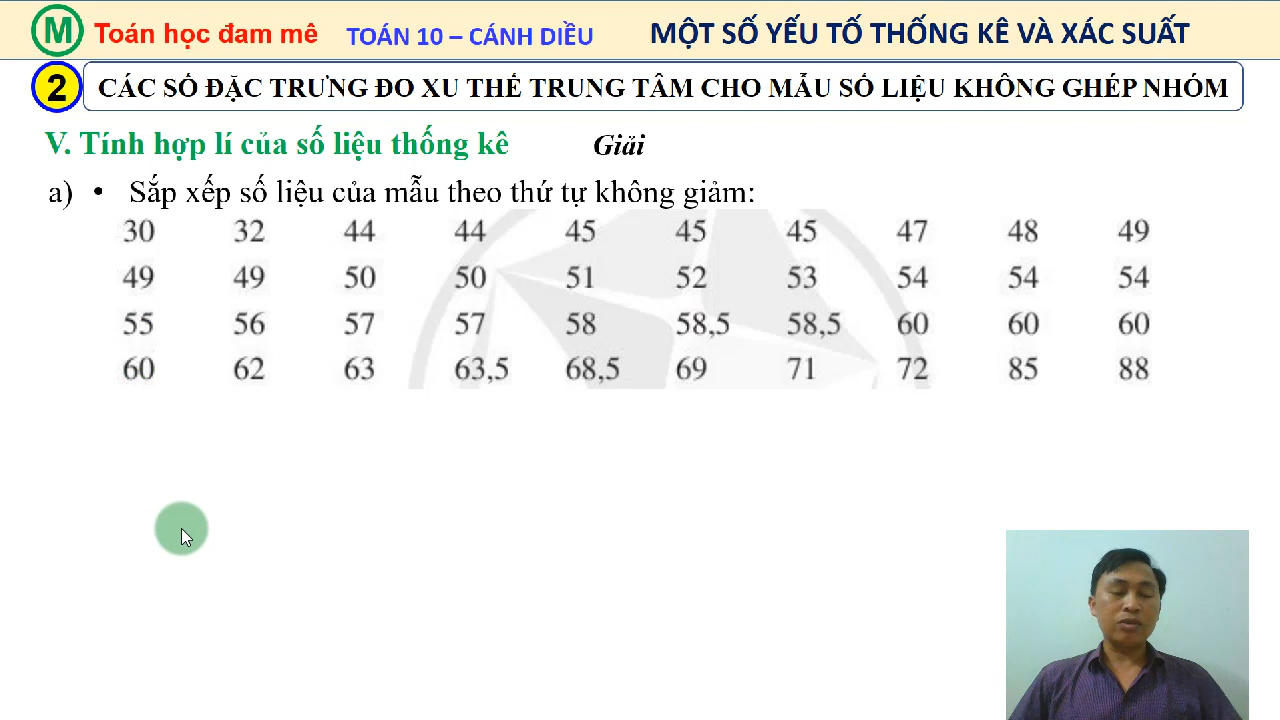 M Toán học đam mê TOÁN 10 – CÁNH DIỀU MỘT SỐ YẾU TỐ THỐNG KÊ VÀ XÁC SUẤT
2 CÁC SỐ ĐẶC TRƯNG ĐO XU THẾ TRUNG TÂM CHO MẪU SỐ LIỆU KHÔNG GHÉP NHÓM
V. Tính hợp lí của số liệu thống kê Giải
a) • Sắp xếp số liệu của mẫu theo thứ tự không giảm:
30 32 44 44 45 45 45 47 48 49
49 49 50 50 51 52 53 54 54 54
55 56 57 57 58 58,5 58,5 60 60 60
60 62 63 63,5 68,5 69 71 72 85 88